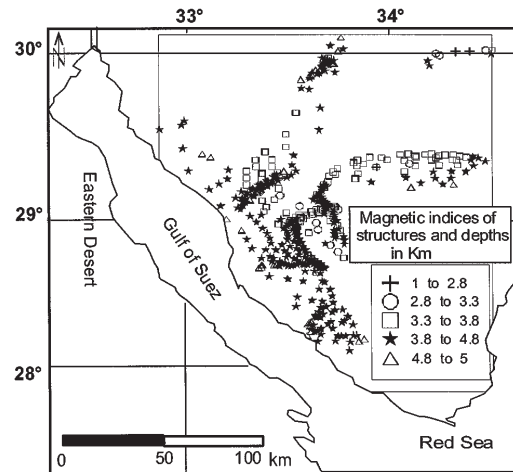 33° 34°
30°
29°
28°
N
Eastern Desert
Gulf of Suez
Magnetic indices of
structures and depths
in Km
1 to 2.8
2.8 to 3.3
3.3 to 3.8
3.8 to 4.8
4.8 to 5
Red Sea
0 50 100
km